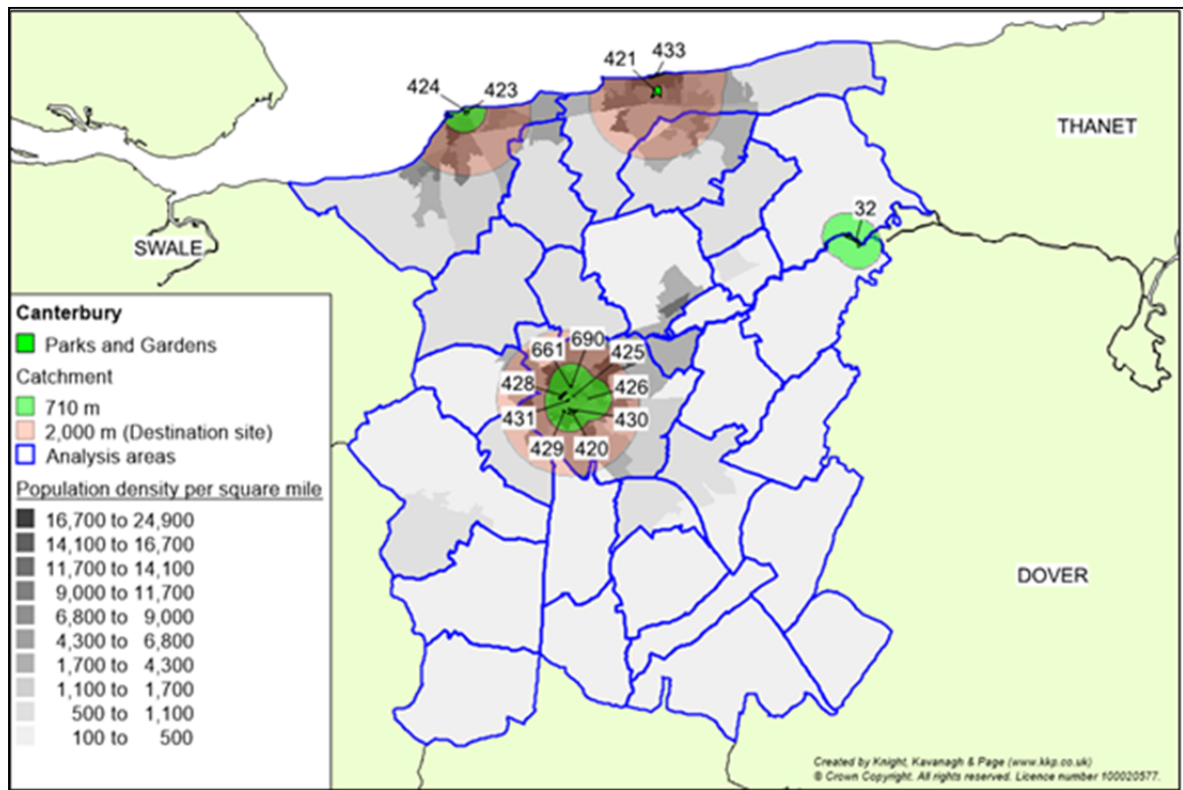 421
433
424
423
THANET
32
SWALE
Canterbury
Parks and Gardens
Catchment
710 m
2,000 m (Destination site)
Analysis areas
Population density per square mile
16,700 to 24,900
14,100 to 16,700
11,700 to 14,100
9,000 to 11,700
6,800 to 9,000
4,300 to 6,800
1,700 to 4,300
1,100 to 1,700
500 to 1,100
100 to 500
661
690
425
428
426
431
430
429
420
DOVER
Created by Knight, Kavanagh & Page (www.kkp.co.uk)
© Crown Copyright. All rights reserved. Licence number 100020577.